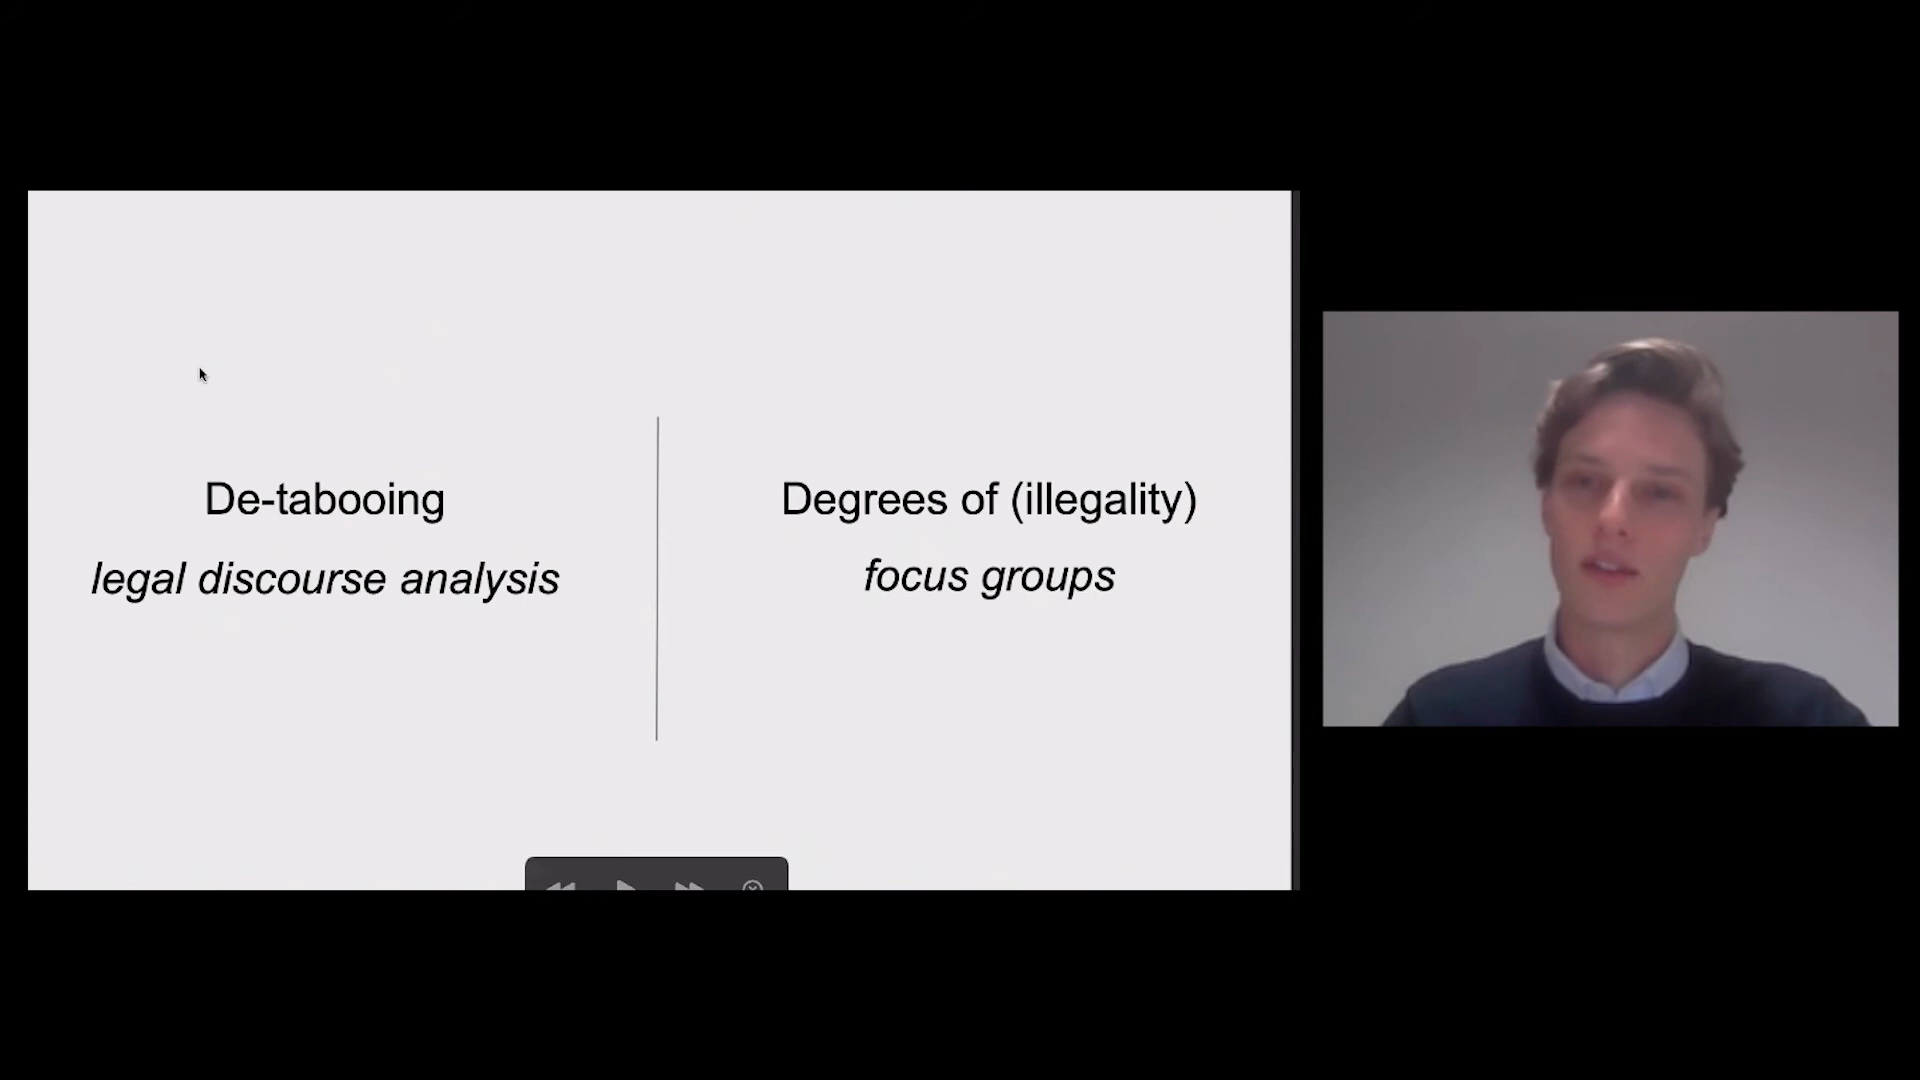 De-tabooing
legal discourse analysis
Degrees of (illegality)
focus groups